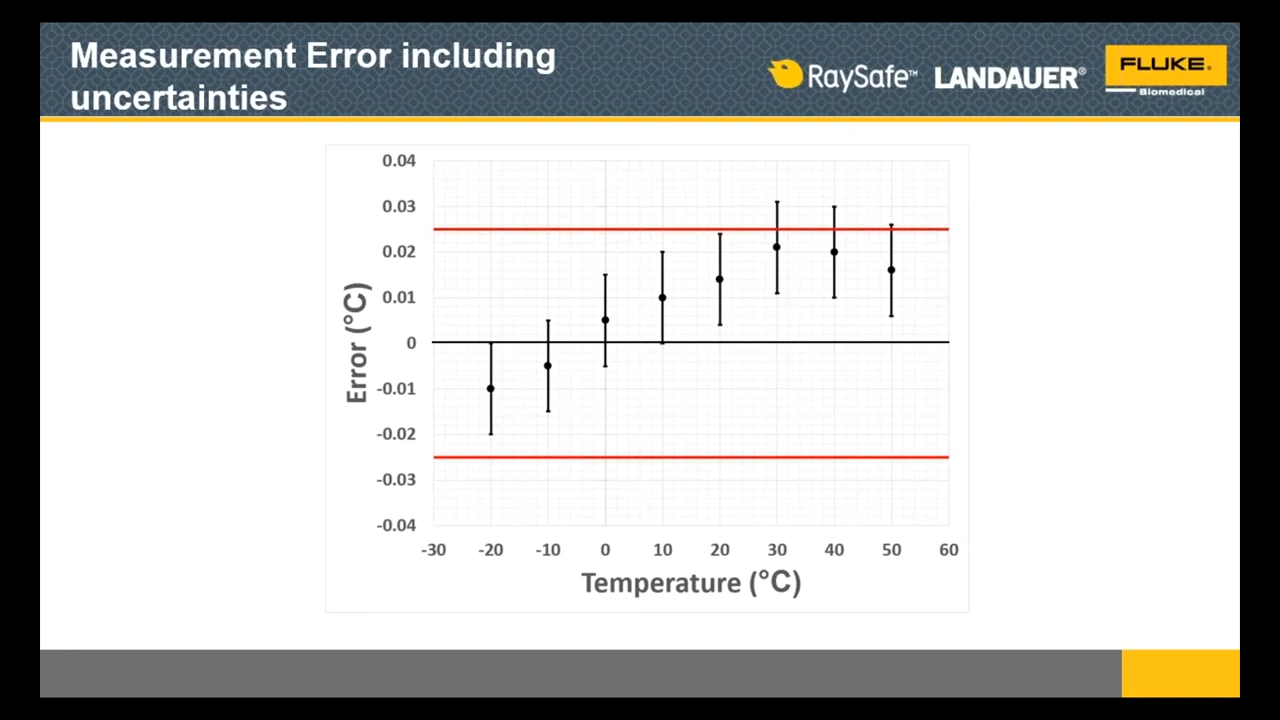 Measurement Error including
uncertainties
RaySafe™ LANDAUER® FLUKE®
Biomedical
0.04
0.03
0.02
0.01
0
-0.01
-0.02
-0.03
-0.04
Error (°C)
-30 -20 -10 0 10 20 30 40 50 60
Temperature (°C)